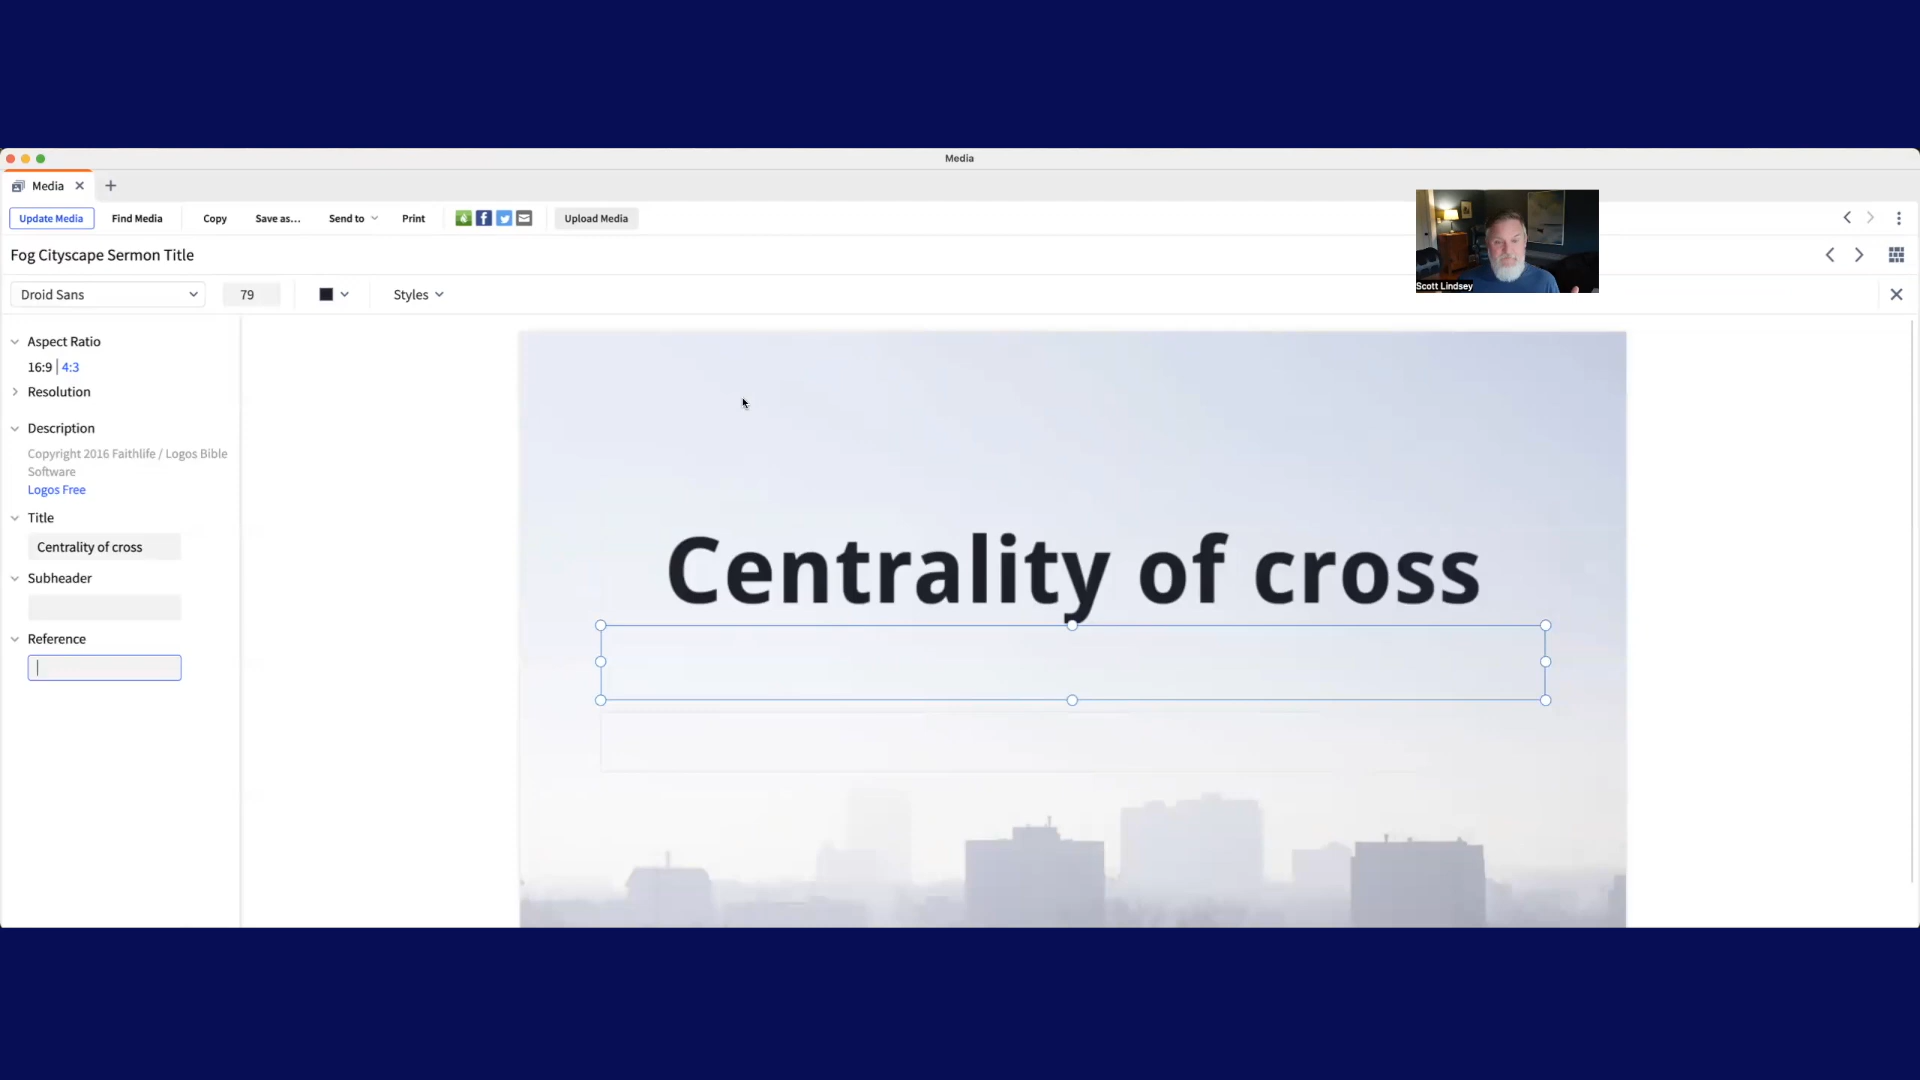 Media
Media
Update Media Find Media Copy Save as... Send to Print Upload Media
Fog Cityscape Sermon Title
Droid Sans 79 Styles
Scott Lindsey
Aspect Ratio
16:9 | 4:3
Resolution
Description
Copyright 2016 Faithlife / Logos Bible
Software
Logos Free
Title
Centrality of cross
Subheader
Reference
Centrality of cross